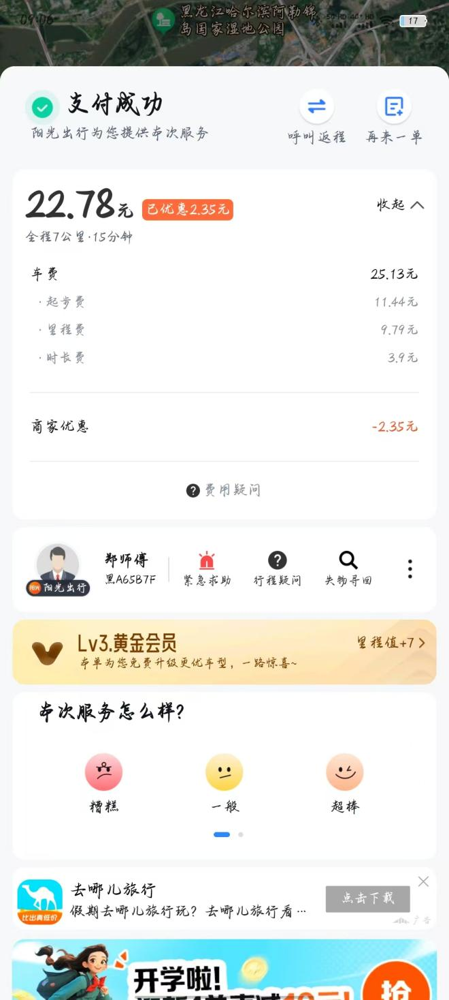 09:06
黑龙江哈尔滨阿勒锦
岛国家湿地公园
5G HD 4G+ HD
17
支付成功
阳光出行为您提供本次服务
呼叫返程
再来一单
22.78元
已优惠2.35元
收起
全程7公里·15分钟
车费 25.13元
·起步费 11.44元
·里程费 9.79元
·时长费 3.9元
商家优惠 -2.35元
费用疑问
郑师傅
黑A65B7F
阳光 阳光出行
紧急求助
行程疑问
失物寻回
Lv3.黄金会员
里程值+7
本单为您免费升级更优车型，一路惊喜~
本次服务怎么样?
糟糕
一般
超棒
去哪儿旅行
假期去哪儿旅行玩? 去哪儿旅行看…
比出真低价
点击下载
广告
开学啦!
抢